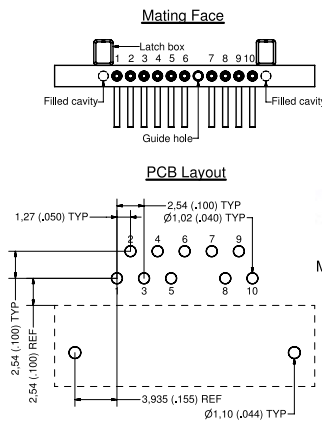 Mating Face
Latch box
1 2 3 4 5 6 7 8 9 10
Filled cavity
Filled cavity
Guide hole
PCB Layout
2,54 (.100) TYP
1,27 (.050) TYP
Ø1,02 (.040) TYP
2 4 6 7 9
M
1 3 5 8 10
2,54 (.100) TYP
2,54 (.100) REF
3,935 (.155) REF
Ø1,10 (.044) TYP